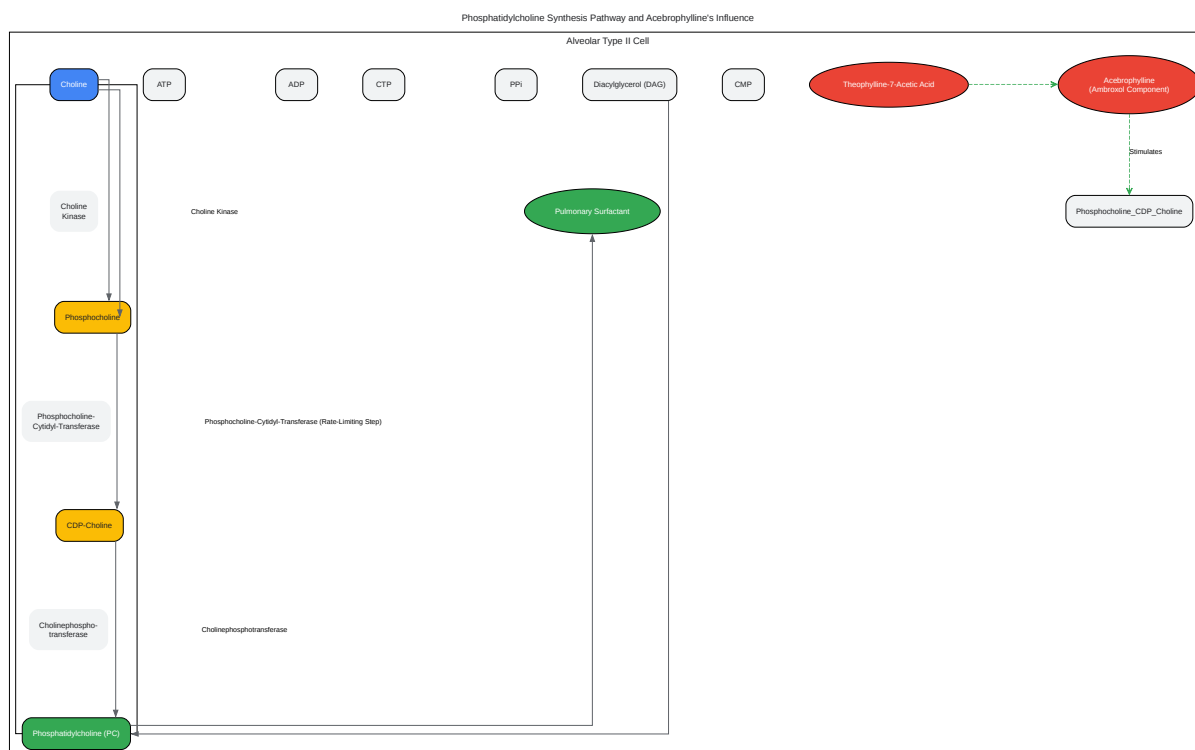 Phosphatidylcholine Synthesis Pathway and Acebrophylline's Influence
Alveolar Type II Cell
Choline
ATP
ADP
CTP
PPi
Diacylglycerol (DAG)
CMP
Theophylline-7-Acetic Acid
Acebrophylline
(Ambroxol Component)
Stimulates
Choline
Kinase
Choline Kinase
Pulmonary Surfactant
Phosphocholine_CDP_Choline
Phosphocholine
Phosphocholine-
Cytidyl-Transferase
Phosphocholine-Cytidyl-Transferase (Rate-Limiting Step)
CDP-Choline
Cholinephospho-
transferase
Cholinephosphotransferase
Phosphatidylcholine (PC)